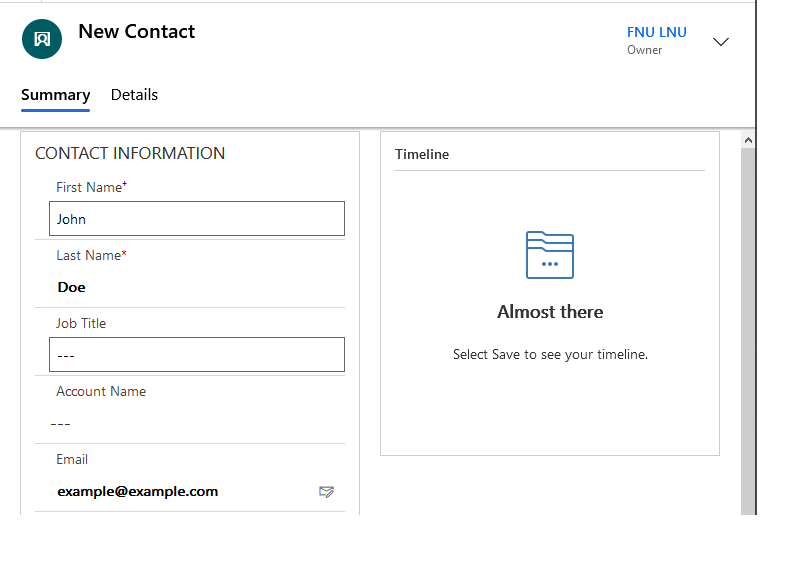 New Contact
FNU LNU
Owner
Summary
Details
CONTACT INFORMATION
First Name+
John
Last Name*
Doe
Job Title
---
Account Name
---
Email
example@example.com
Timeline
Almost there
Select Save to see your timeline.